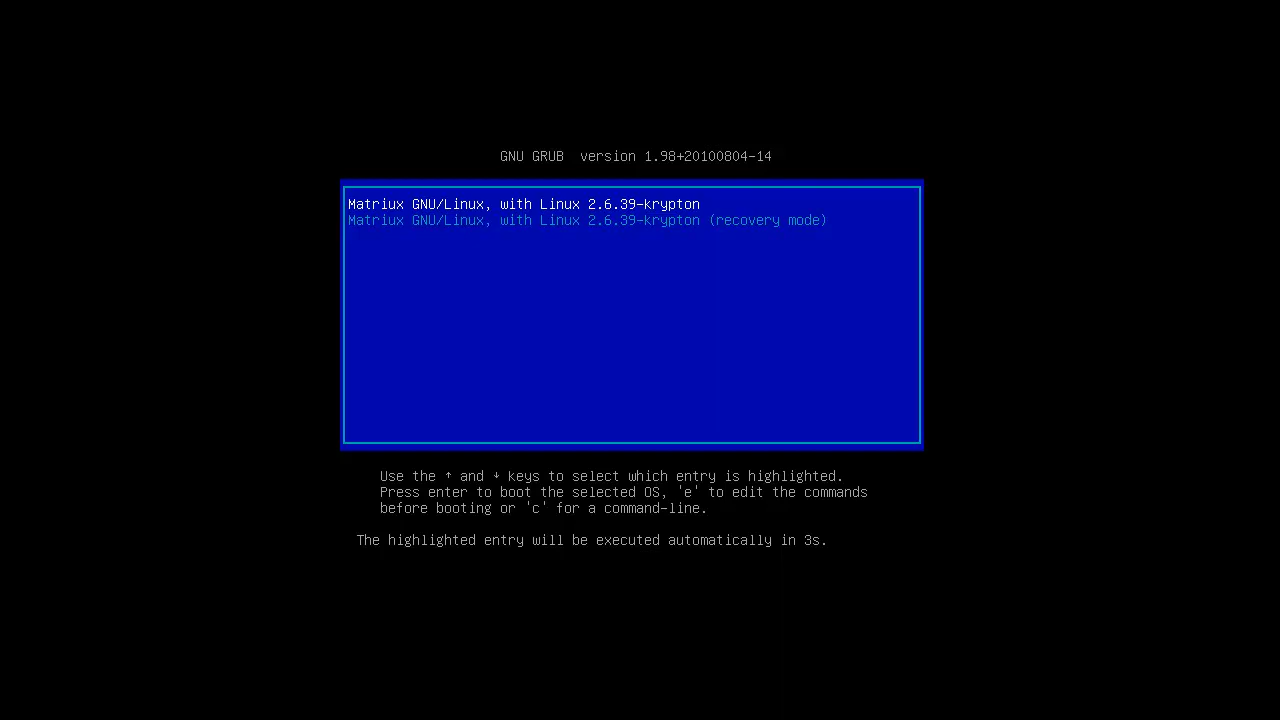 GNU GRUB  version 1.98+20100804-14
Matriux GNU/Linux, with Linux 2.6.39-krypton
Matriux GNU/Linux, with Linux 2.6.39-krypton (recovery mode)
Use the ↑ and ↓ keys to select which entry is highlighted.
Press enter to boot the selected OS, 'e' to edit the commands
before booting or 'c' for a command-line.
The highlighted entry will be executed automatically in 3s.